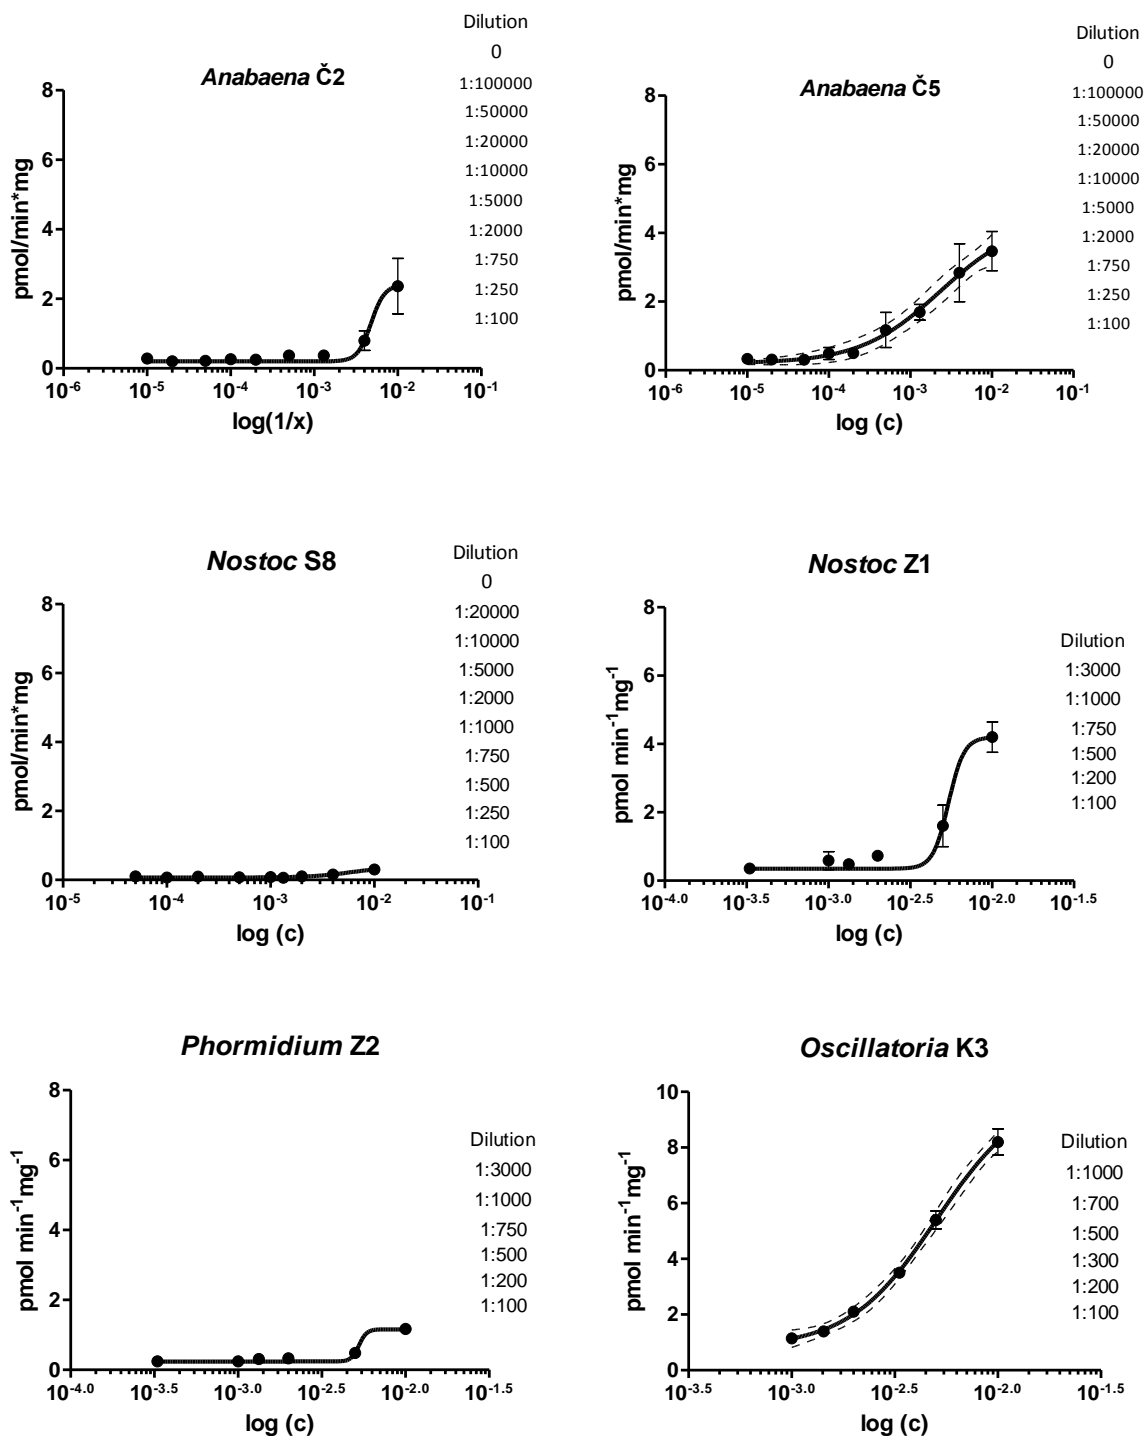 Anabaena Č2
Dilution
0
1:100000
1:50000
1:20000
1:10000
1:5000
1:2000
1:750
1:250
1:100
pmol/min*mg
8
6
4
2
0
10-6 10-5 10-4 10-3 10-2 10-1
log(1/x)
Anabaena Č5
Dilution
0
1:100000
1:50000
1:20000
1:10000
1:5000
1:2000
1:750
1:250
1:100
pmol/min*mg
8
6
4
2
0
10-6 10-5 10-4 10-3 10-2 10-1
log (c)
Nostoc S8
Dilution
0
1:20000
1:10000
1:5000
1:2000
1:1000
1:750
1:500
1:250
1:100
pmol/min*mg
8
6
4
2
0
10-5 10-4 10-3 10-2 10-1
log (c)
Nostoc Z1
Dilution
1:3000
1:1000
1:750
1:500
1:200
1:100
pmol min-1mg-1
8
6
4
2
0
10-4.0 10-3.5 10-3.0 10-2.5 10-2.0 10-1.5
log (c)
Phormidium Z2
Dilution
1:3000
1:1000
1:750
1:500
1:200
1:100
pmol min-1mg-1
8
6
4
2
0
10-4.0 10-3.5 10-3.0 10-2.5 10-2.0 10-1.5
log (c)
Oscillatoria K3
Dilution
1:1000
1:700
1:500
1:300
1:200
1:100
pmol min-1mg-1
10
8
6
4
2
0
10-3.5 10-3.0 10-2.5 10-2.0 10-1.5
log (c)